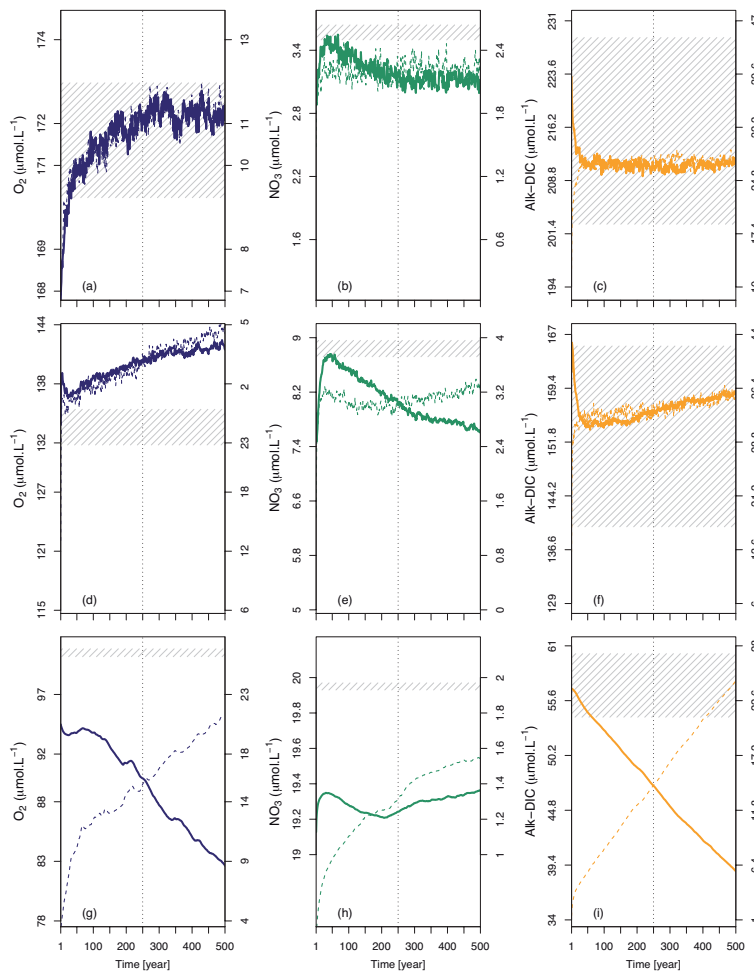 O2 (μmol.L−1)
168 169 171 172 174
7 8 10 11 13
(a)
NO3 (μmol.L−1)
1.6 2.2 2.8 3.4
0.6 1.2 1.8 2.4
(b)
Alk−DIC (μmol.L−1)
194 201.4 208.8 216.2 223.6 231
(c)
O2 (μmol.L−1)
115 121 127 132 138 144
6 12 18 23 2 5
(d)
NO3 (μmol.L−1)
5 5.8 6.6 7.4 8.2 9
0 0.8 1.6 2.4 3.2 4
(e)
Alk−DIC (μmol.L−1)
129 136.6 144.2 151.8 159.4 167
(f)
O2 (μmol.L−1)
78 83 88 92 97
4 9 14 18 23
(g)
NO3 (μmol.L−1)
19 19.2 19.4 19.6 19.8 20
1 1.2 1.4 1.6 1.8 2
(h)
Alk−DIC (μmol.L−1)
34 39.4 44.8 50.2 55.6 61
(i)
1 100 200 300 400 500
1 100 200 300 400 500
1 100 200 300 400 500
Time [year]
Time [year]
Time [year]